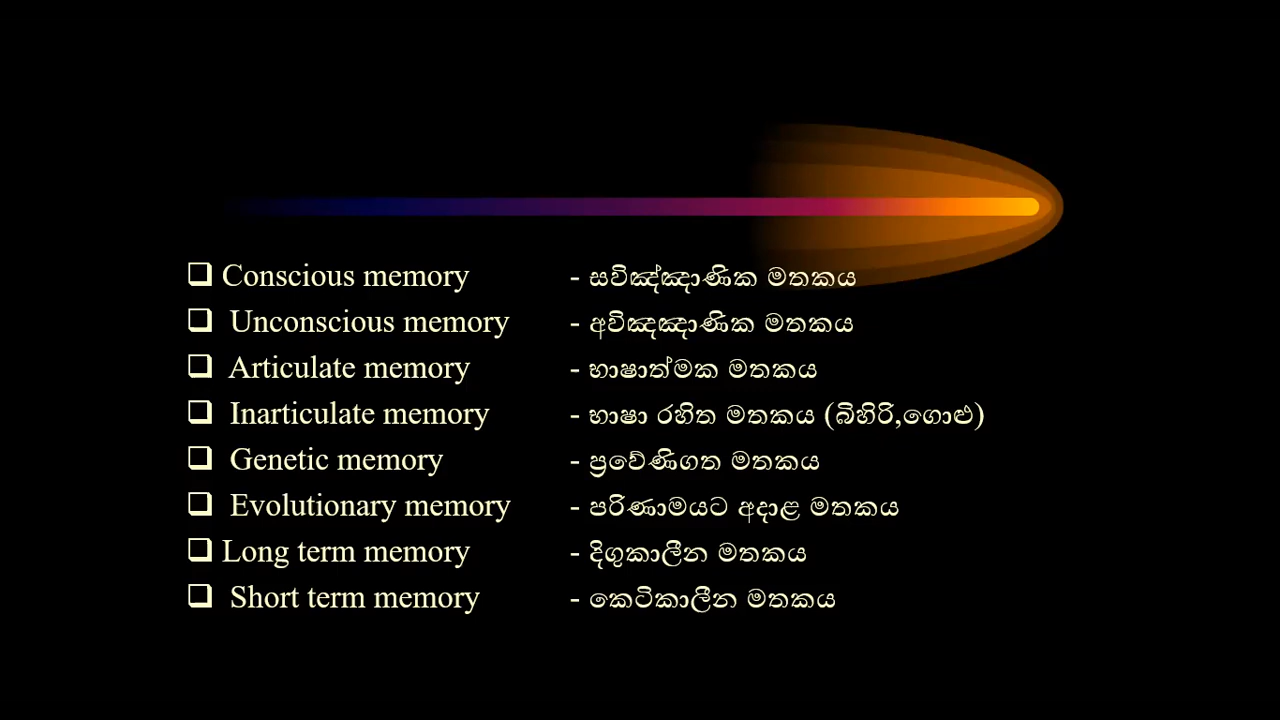 ❑ Conscious memory - සවිඤ්ඤාණික මතකය
❑ Unconscious memory - අවිඤඤාණික මතකය
❑ Articulate memory - භාෂාත්මක මතකය
❑ Inarticulate memory - භාෂා රහිත මතකය (බිහිරි,ගොළු)
❑ Genetic memory - ප්‍රවේණිගත මතකය
❑ Evolutionary memory - පරිණාමයට අදාළ මතකය
❑ Long term memory - දිගුකාලීන මතකය
❑ Short term memory - කෙටිකාලීන මතකය